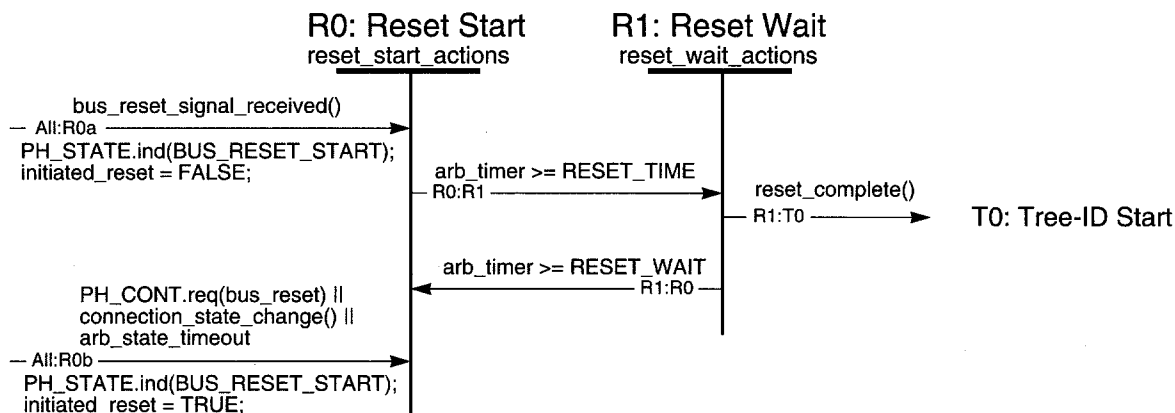 R0: Reset Start
reset_start_actions
R1: Reset Wait
reset_wait_actions
bus_reset_signal_received()
All:R0a
PH_STATE.ind(BUS_RESET_START);
initiated_reset = FALSE;
arb_timer >= RESET_TIME
R0:R1
reset_complete()
R1:T0
T0: Tree-ID Start
arb_timer >= RESET_WAIT
R1:R0
PH_CONT.req(bus_reset) ||
connection_state_change() ||
arb_state_timeout
All:R0b
PH_STATE.ind(BUS_RESET_START);
initiated_reset = TRUE;